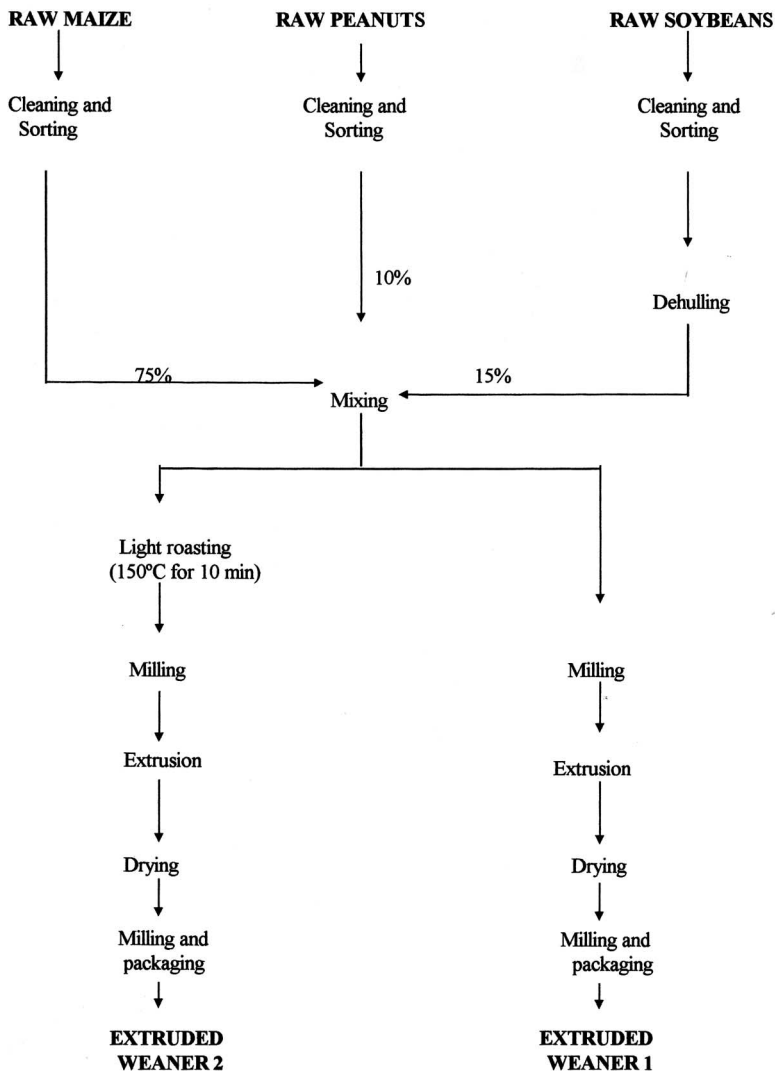 RAW MAIZE
RAW PEANUTS
RAW SOYBEANS
Cleaning and
Sorting
Cleaning and
Sorting
Cleaning and
Sorting
10%
Dehulling
75%
15%
Mixing
Light roasting
(150ºC for 10 min)
Milling
Milling
Extrusion
Extrusion
Drying
Drying
Milling and
packaging
Milling and
packaging
EXTRUDED
WEANER 2
EXTRUDED
WEANER 1